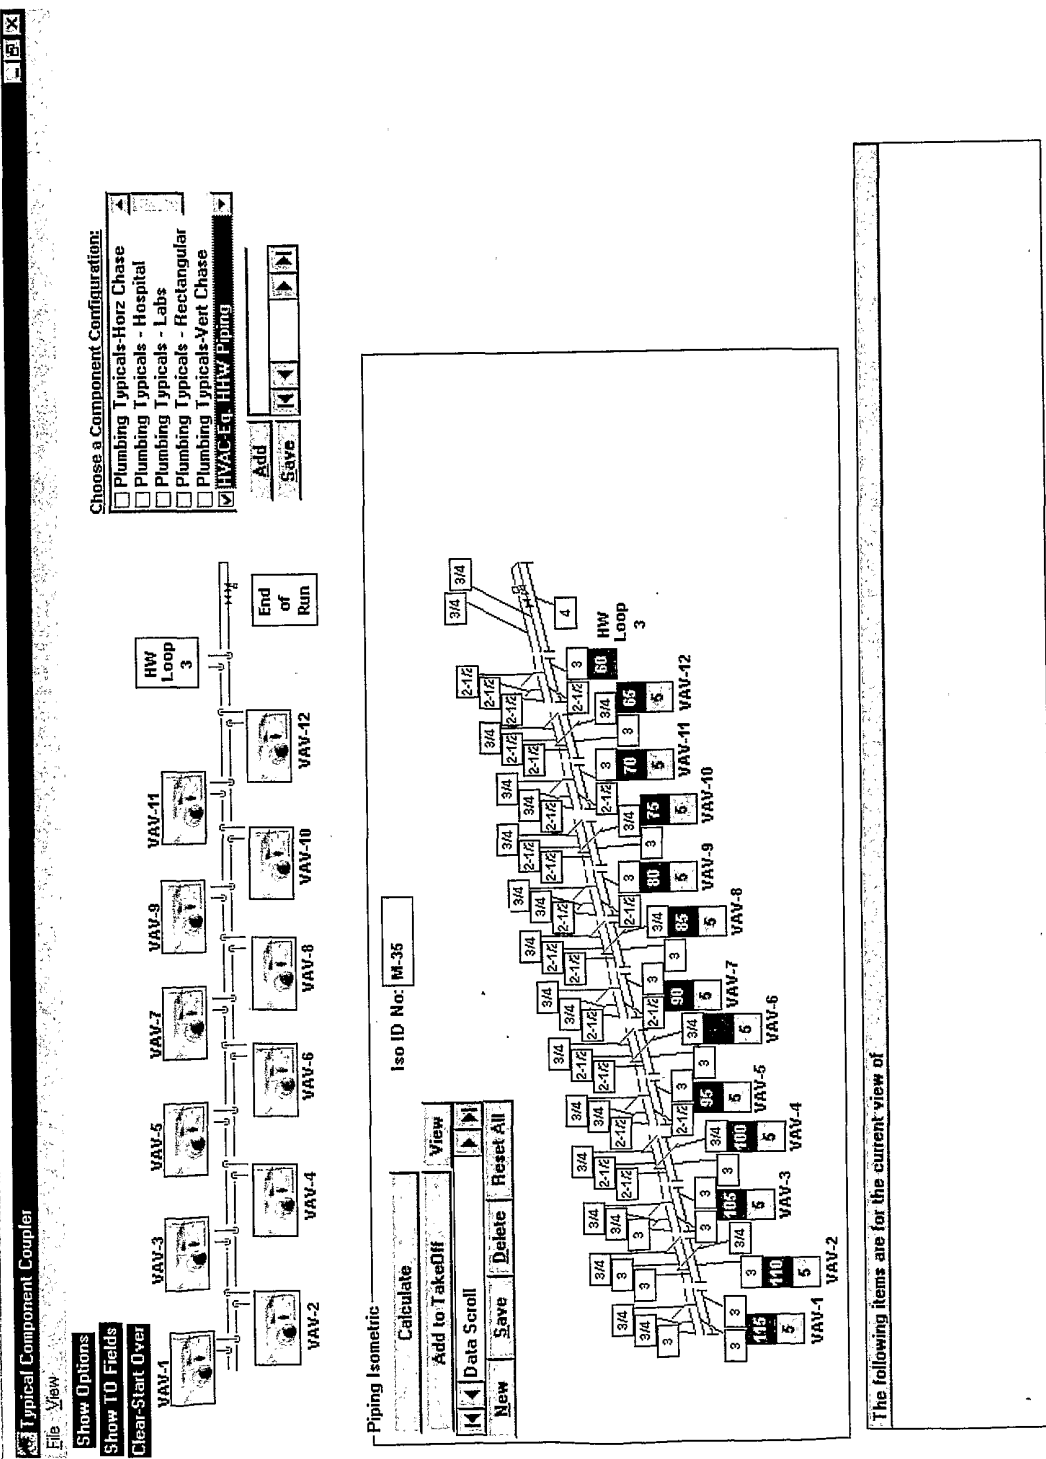 Typical Component Coupler
File View
Show Options
Show TO Fields
Clear-Start Over
VAV-1
VAV-3
VAV-5
VAV-7
VAV-9
VAV-11
HW Loop 3
VAV-2
VAV-4
VAV-6
VAV-8
VAV-10
VAV-12
End of Run
Choose a Component Configuration:
Plumbing Typicals-Horz Chase
Plumbing Typicals - Hospital
Plumbing Typicals - Labs
Plumbing Typicals - Rectangular
Plumbing Typicals-Vert Chase
HVAC Eq. HHW Piping
Add
Save
Piping Isometric
Calculate
Add to TakeOff
View
Data Scroll
New Save Delete Reset All
Iso ID No: M-35
3/4 3/4 3
3 3
115
5
VAV-1
3/4 3 3
3 3/4
110
5
VAV-2
3/4 3/4 3
3 3
105
5
VAV-3
3/4 2-1/2 2-1/2
3/4 3
100
5
VAV-4
3/4 3/4 2-1/2
2-1/2 3
95
5
VAV-5
3/4 2-1/2 2-1/2
3/4 3
5
VAV-6
3/4 3/4 2-1/2
2-1/2 3
90
5
VAV-7
3/4 2-1/2 2-1/2
3/4 3
85
5
VAV-8
3/4 3/4 2-1/2
2-1/2 3
80
5
VAV-9
3/4 2-1/2 2-1/2
3/4 3
75
5
VAV-10
3/4 2-1/2
2-1/2 3
70
5
VAV-11
3/4 2-1/2 2-1/2
3/4 3
65
5
VAV-12
2-1/2 2-1/2 2-1/2
2-1/2 3
60
HW Loop 3
3/4 3/4
4
The following items are for the current view of